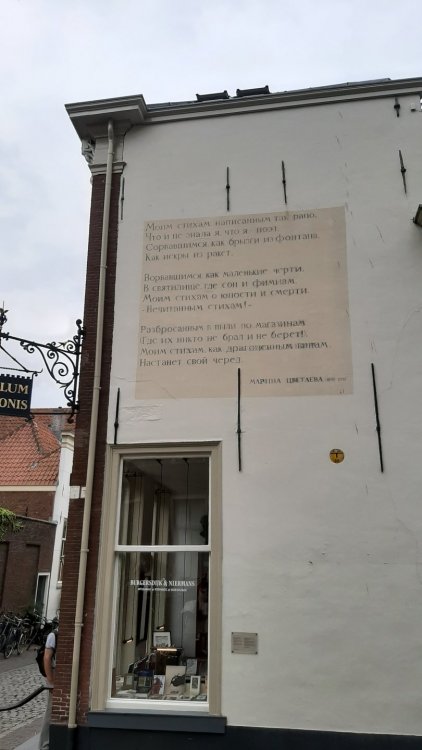 Моим стихам, написанным так рано,
Что и не знала я, что я - поэт,
Сорвавшимся, как брызги из фонтана,
Как искры из ракет,
Ворвавшимся, как маленькие черти,
В святилище, где сон и фимиам,
Моим стихам о юности и смерти,
-Нечитанным стихам!-
Разбросанным в пыли по магазинам
(Где их никто не брал и не берет!),
Моим стихам, как драгоценным винам,
Настанет свой черед.
МАРИНА ЦВЕТАЕВА
LUM
ONIS
BURGERSDIJK & NIERMANS